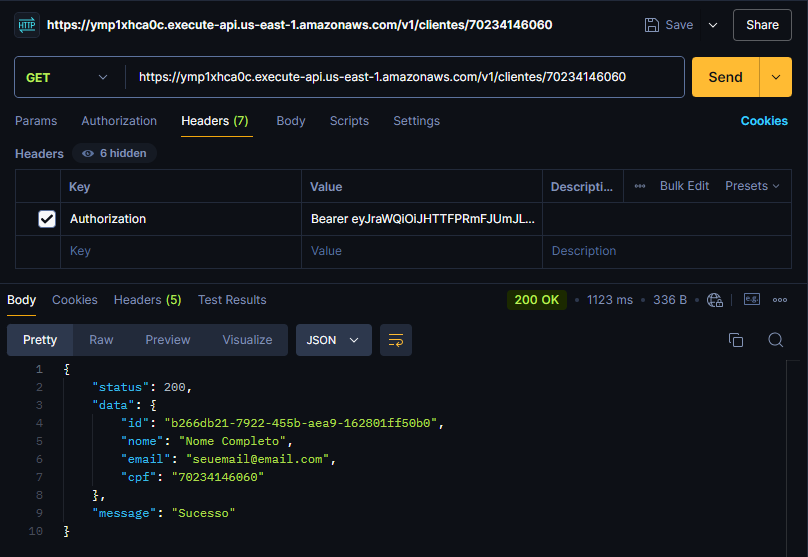 HTTP https://ymp1xhca0c.execute-api.us-east-1.amazonaws.com/v1/clientes/70234146060 Save Share
GET https://ymp1xhca0c.execute-api.us-east-1.amazonaws.com/v1/clientes/70234146060 Send
Params Authorization Headers (7) Body Scripts Settings Cookies
Headers 6 hidden
Key Value Descripti... Bulk Edit Presets
Authorization Bearer eyJraWQiOiJHTTFPRmFJUmJL...
Key Value Description
Body Cookies Headers (5) Test Results 200 OK 1123 ms 336 B e.g.
Pretty Raw Preview Visualize JSON
1 {
2 "status": 200,
3 "data": {
4 "id": "b266db21-7922-455b-aea9-162801ff50b0",
5 "nome": "Nome Completo",
6 "email": "seuemail@email.com",
7 "cpf": "70234146060"
8 },
9 "message": "Sucesso"
10 }